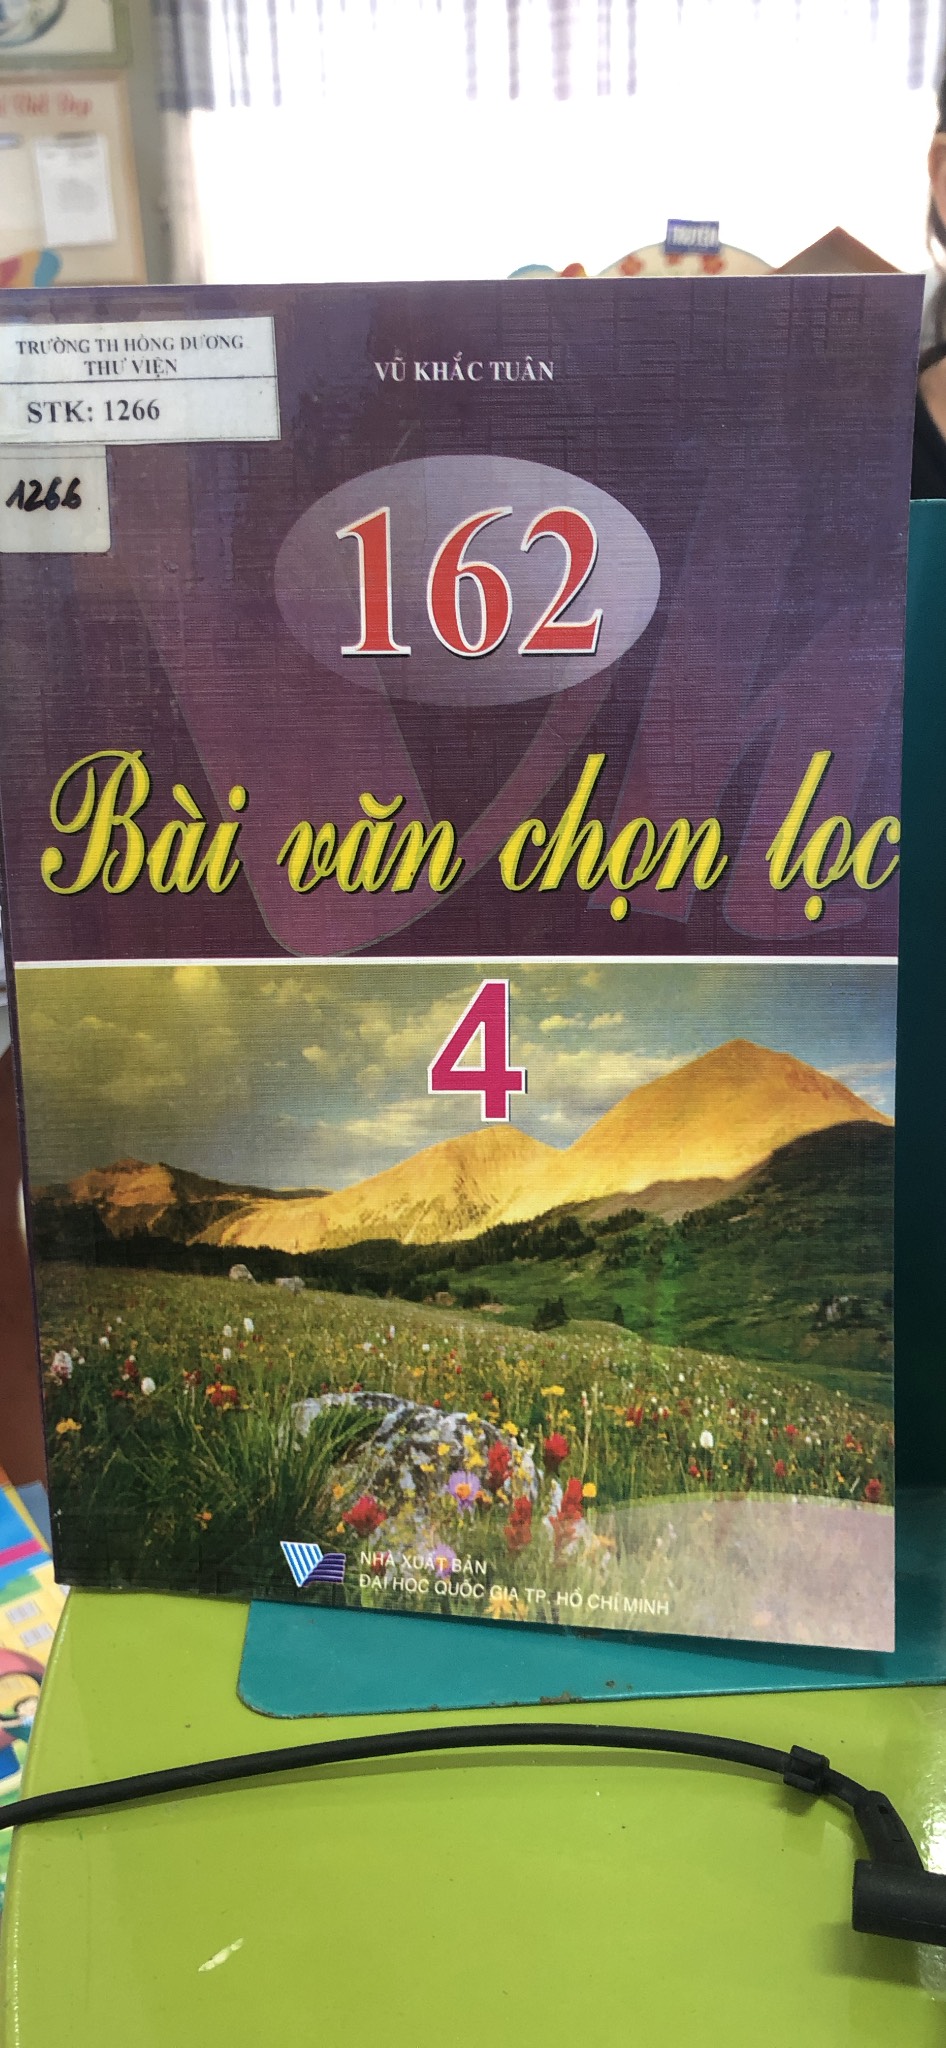 TRUYỆN
TRƯỜNG TH HỒNG DƯƠNG
THƯ VIỆN
STK: 1266
1266
VŨ KHẮC TUÂN
162
Bài văn chọn lọc
4
NHÀ XUẤT BẢN
ĐẠI HỌC QUỐC GIA TP. HỒ CHÍ MINH